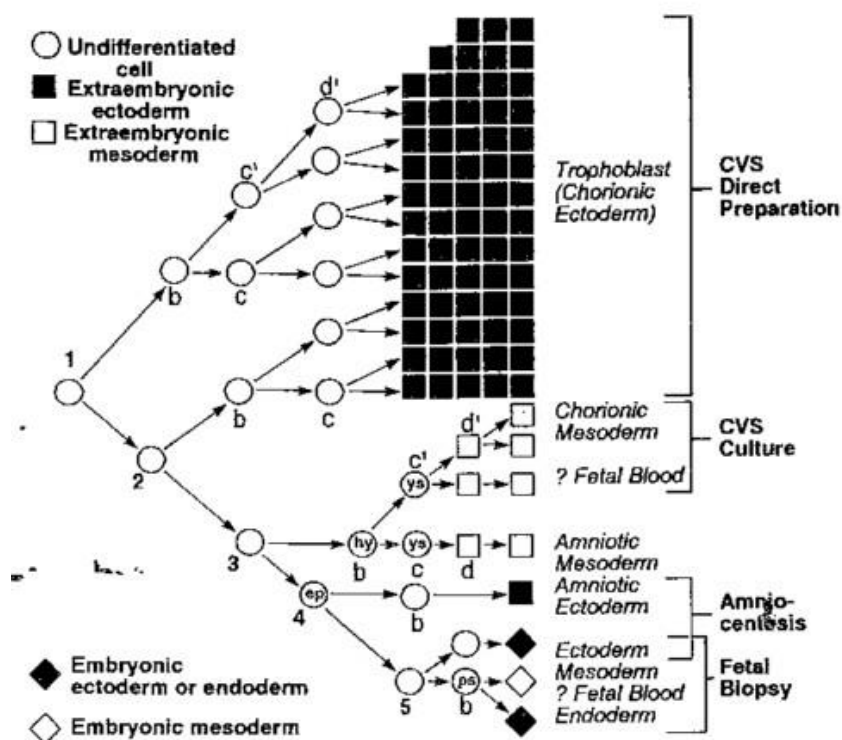 Undifferentiated
cell
Extraembryonic
ectoderm
Extraembryonic
mesoderm
d'
c'
b
c
1
b
c
2
Trophoblast
(Chorionic
Ectoderm)
CVS
Direct
Preparation
d'
Chorionic
Mesoderm
c'
ys
? Fetal Blood
CVS
Culture
3
hy
b
ys
c
d
Amniotic
Mesoderm
ep
4
b
Amniotic
Ectoderm
Amnio-
centesis
5
ps
b
Ectoderm
Mesoderm
? Fetal Blood
Endoderm
Fetal
Biopsy
Embryonic
ectoderm or endoderm
Embryonic mesoderm